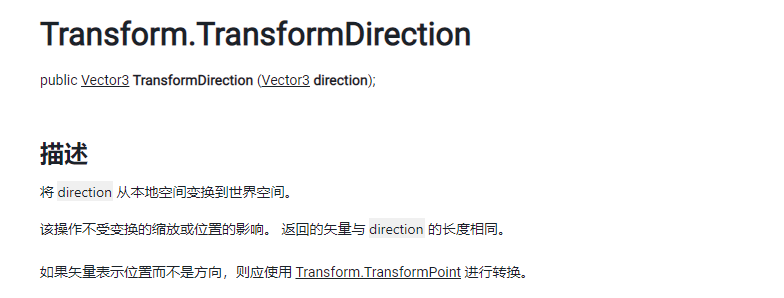 Transform.TransformDirection
public Vector3 TransformDirection (Vector3 direction);
描述
将 direction 从本地空间变换到世界空间。
该操作不受变换的缩放或位置的影响。 返回的矢量与 direction 的长度相同。
如果矢量表示位置而不是方向，则应使用 Transform.TransformPoint 进行转换。